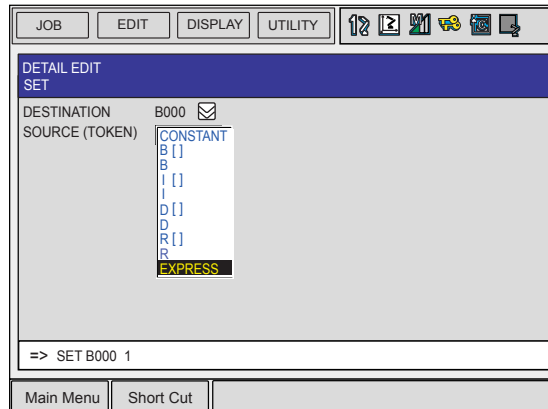 JOB EDIT DISPLAY UTILITY
DETAIL EDIT
SET
DESTINATION B000
SOURCE (TOKEN)
CONSTANT
B [ ]
B
I [ ]
I
D [ ]
D
R [ ]
R
EXPRESS
=> SET B000 1
Main Menu Short Cut